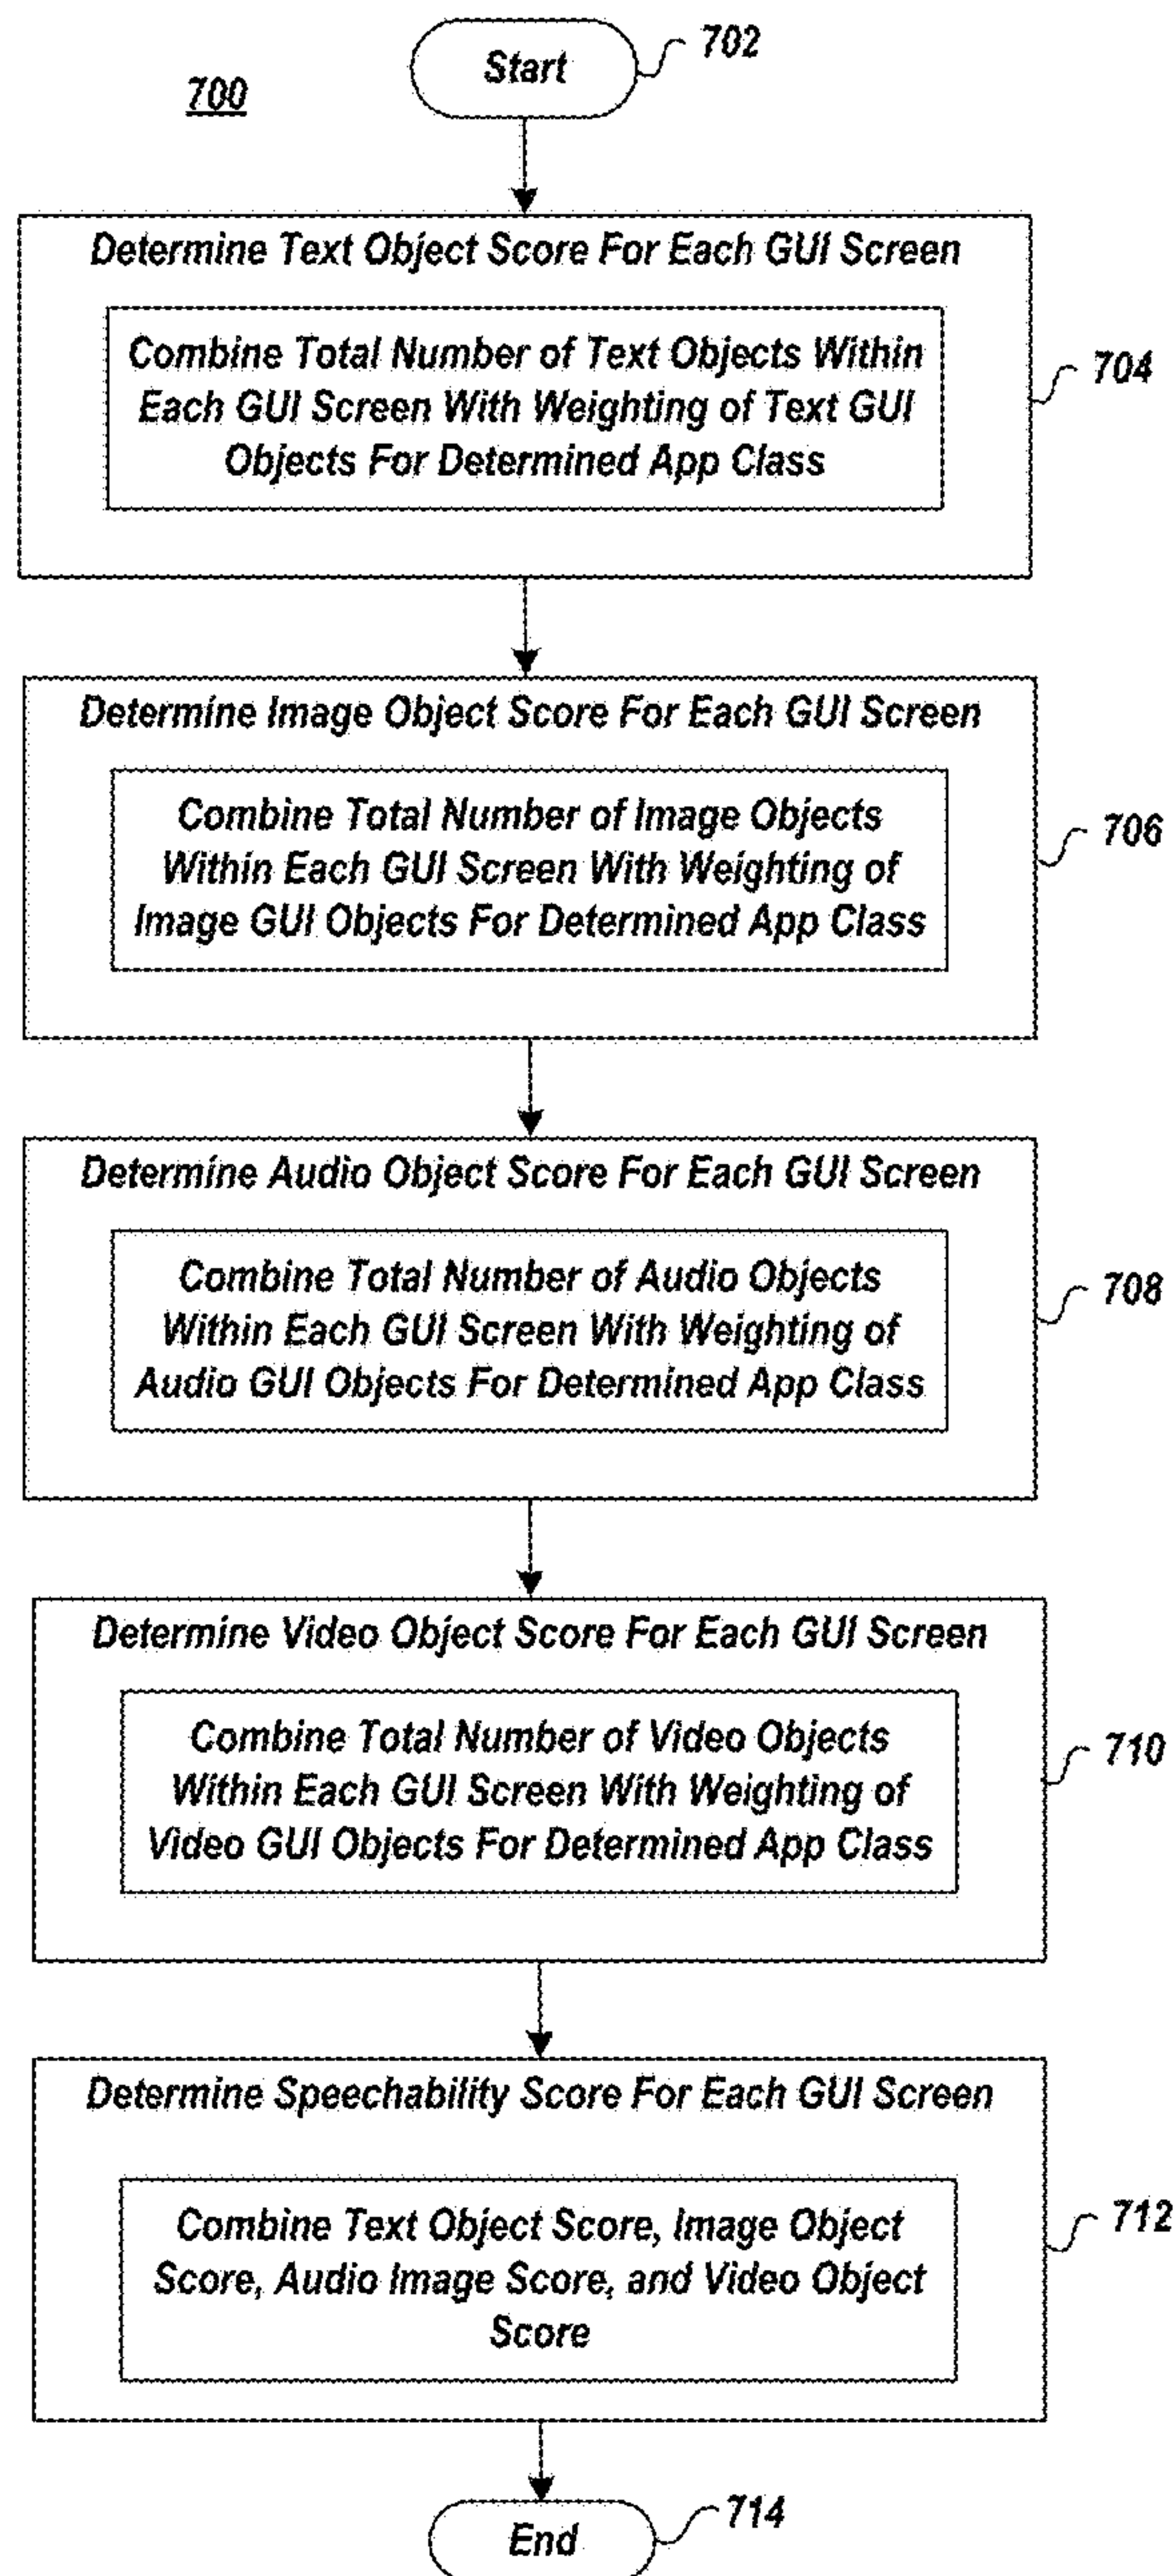 700
Start
702
Determine Text Object Score For Each GUI Screen
Combine Total Number of Text Objects Within
Each GUI Screen With Weighting of Text GUI
Objects For Determined App Class
704
Determine Image Object Score For Each GUI Screen
Combine Total Number of Image Objects
Within Each GUI Screen With Weighting of
Image GUI Objects For Determined App Class
706
Determine Audio Object Score For Each GUI Screen
Combine Total Number of Audio Objects
Within Each GUI Screen With Weighting of
Audio GUI Objects For Determined App Class
708
Determine Video Object Score For Each GUI Screen
Combine Total Number of Video Objects
Within Each GUI Screen With Weighting of
Video GUI Objects For Determined App Class
710
Determine Speechability Score For Each GUI Screen
Combine Text Object Score, Image Object
Score, Audio Image Score, and Video Object
Score
712
End
714